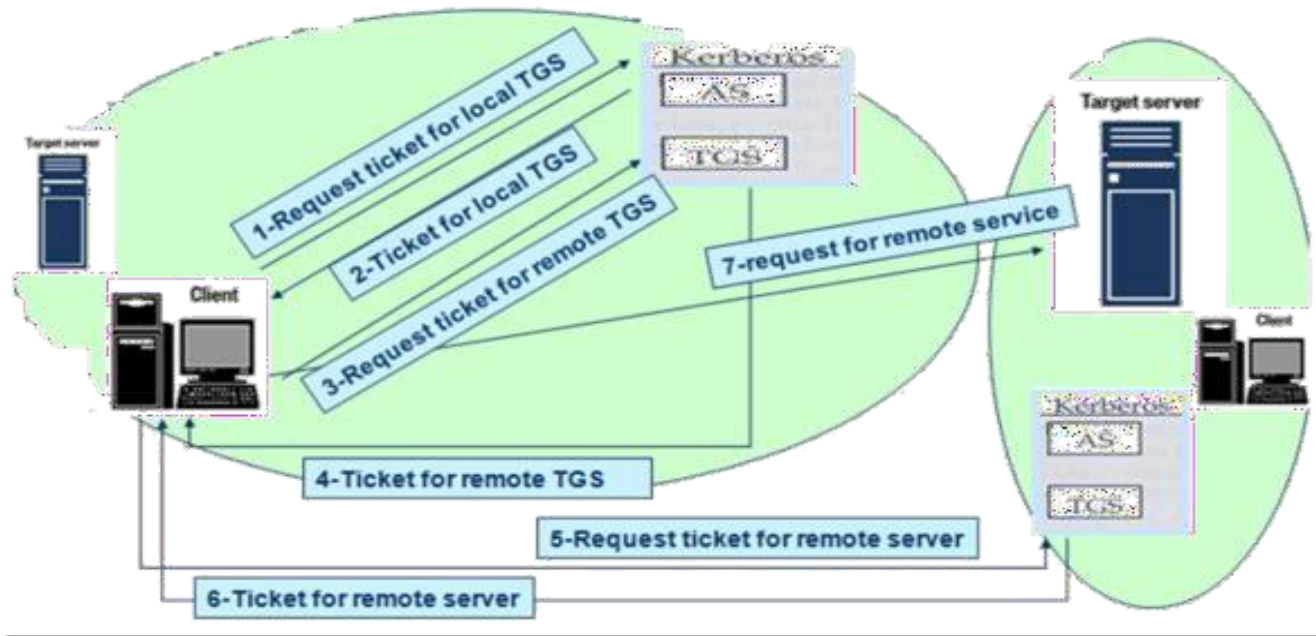 Kerberos
AS
TGS
Target server
1-Request ticket for local TGS
2-Ticket for local TGS
3-Request ticket for remote TGS
7-request for remote service
Target server
Client
Client
Kerberos
AS
TGS
4-Ticket for remote TGS
5-Request ticket for remote server
6-Ticket for remote server